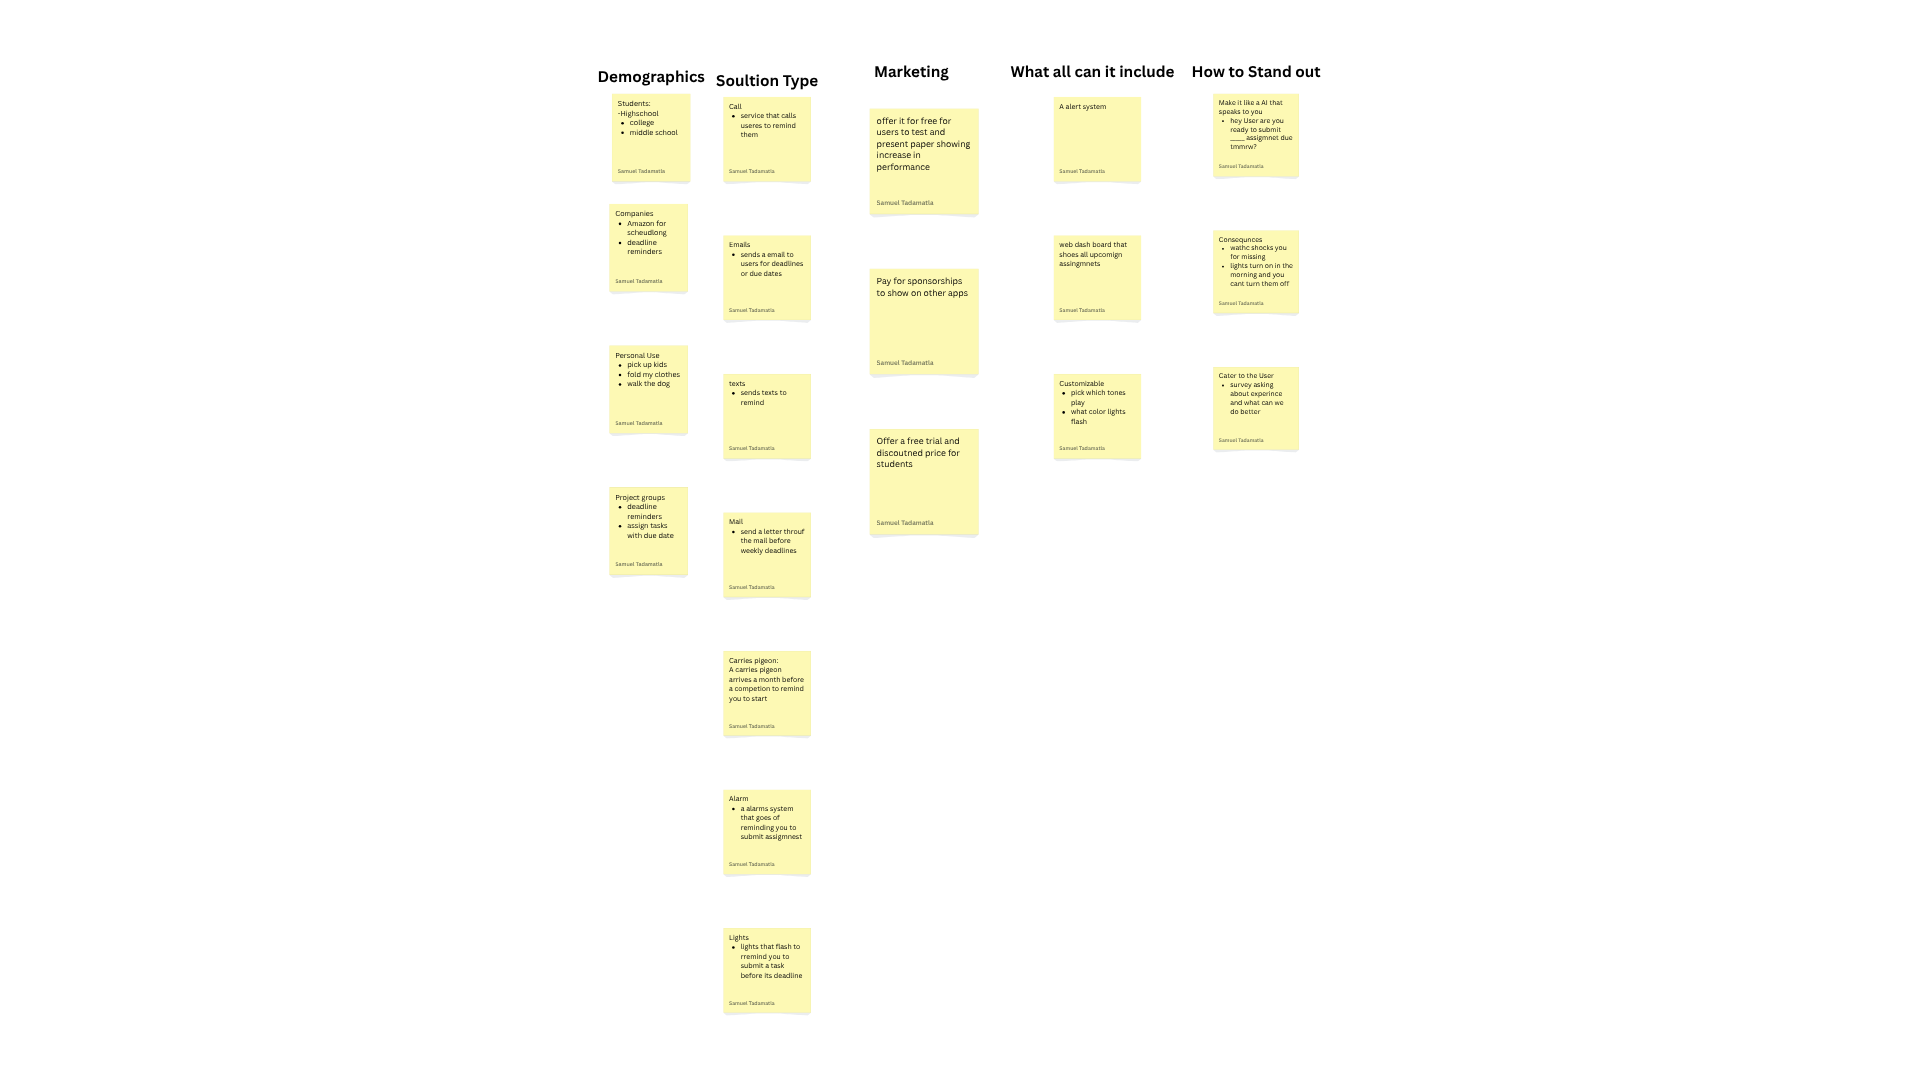 Demographics
Students:
-Highschool
college
middle school
Samuel Tadamatla
Companies
Amazon for
scheudlong
deadline
reminders
Samuel Tadamatla
Personal Use
pick up kids
fold my clothes
walk the dog
Samuel Tadamatla
Project groups
deadline
reminders
assign tasks
with due date
Samuel Tadamatla
Soultion Type
Call
service that calls
useres to remind
them
Samuel Tadamatla
Emails
sends a email to
users for deadlines
or due dates
Samuel Tadamatla
texts
sends texts to
remind
Samuel Tadamatla
Mail
send a letter throuf
the mail before
weekly deadlines
Samuel Tadamatla
Carries pigeon:
A carries pigeon
arrives a month before
a competion to remind
you to start
Samuel Tadamatla
Alarm
a alarms system
that goes of
reminding you to
submit assigmnest
Samuel Tadamatla
Lights
lights that flash to
rremind you to
submit a task
before its deadline
Samuel Tadamatla
Marketing
offer it for free for
users to test and
present paper showing
increase in
performance
Samuel Tadamatla
Pay for sponsorships
to show on other apps
Samuel Tadamatla
Offer a free trial and
discoutned price for
students
Samuel Tadamatla
What all can it include
A alert system
Samuel Tadamatla
web dash board that
shoes all upcomign
assingmnets
Samuel Tadamatla
Customizable
pick which tones
play
what color lights
flash
Samuel Tadamatla
How to Stand out
Make it like a AI that
speaks to you
hey User are you
ready to submit
____ assigmnet due
tmmrw?
Samuel Tadamatla
Consequnces
wathc shocks you
for missing
lights turn on in the
morning and you
cant turn them off
Samuel Tadamatla
Cater to the User
survey asking
about experince
and what can we
do better
Samuel Tadamatla